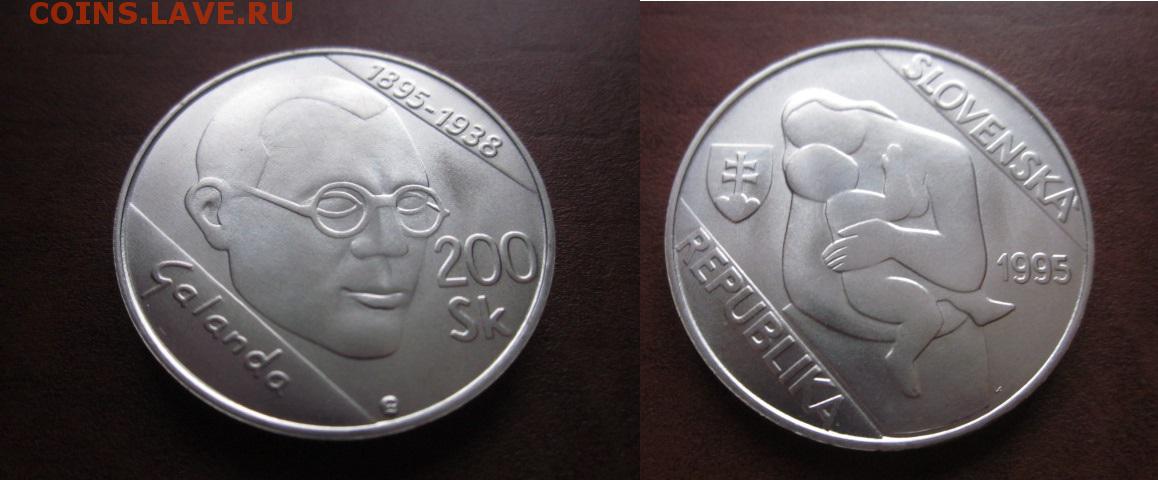 COINS.LAVE.RU
1895-1938
200
Sk
Galanda
SLOVENSKÁ
1995
REPUBLIKA